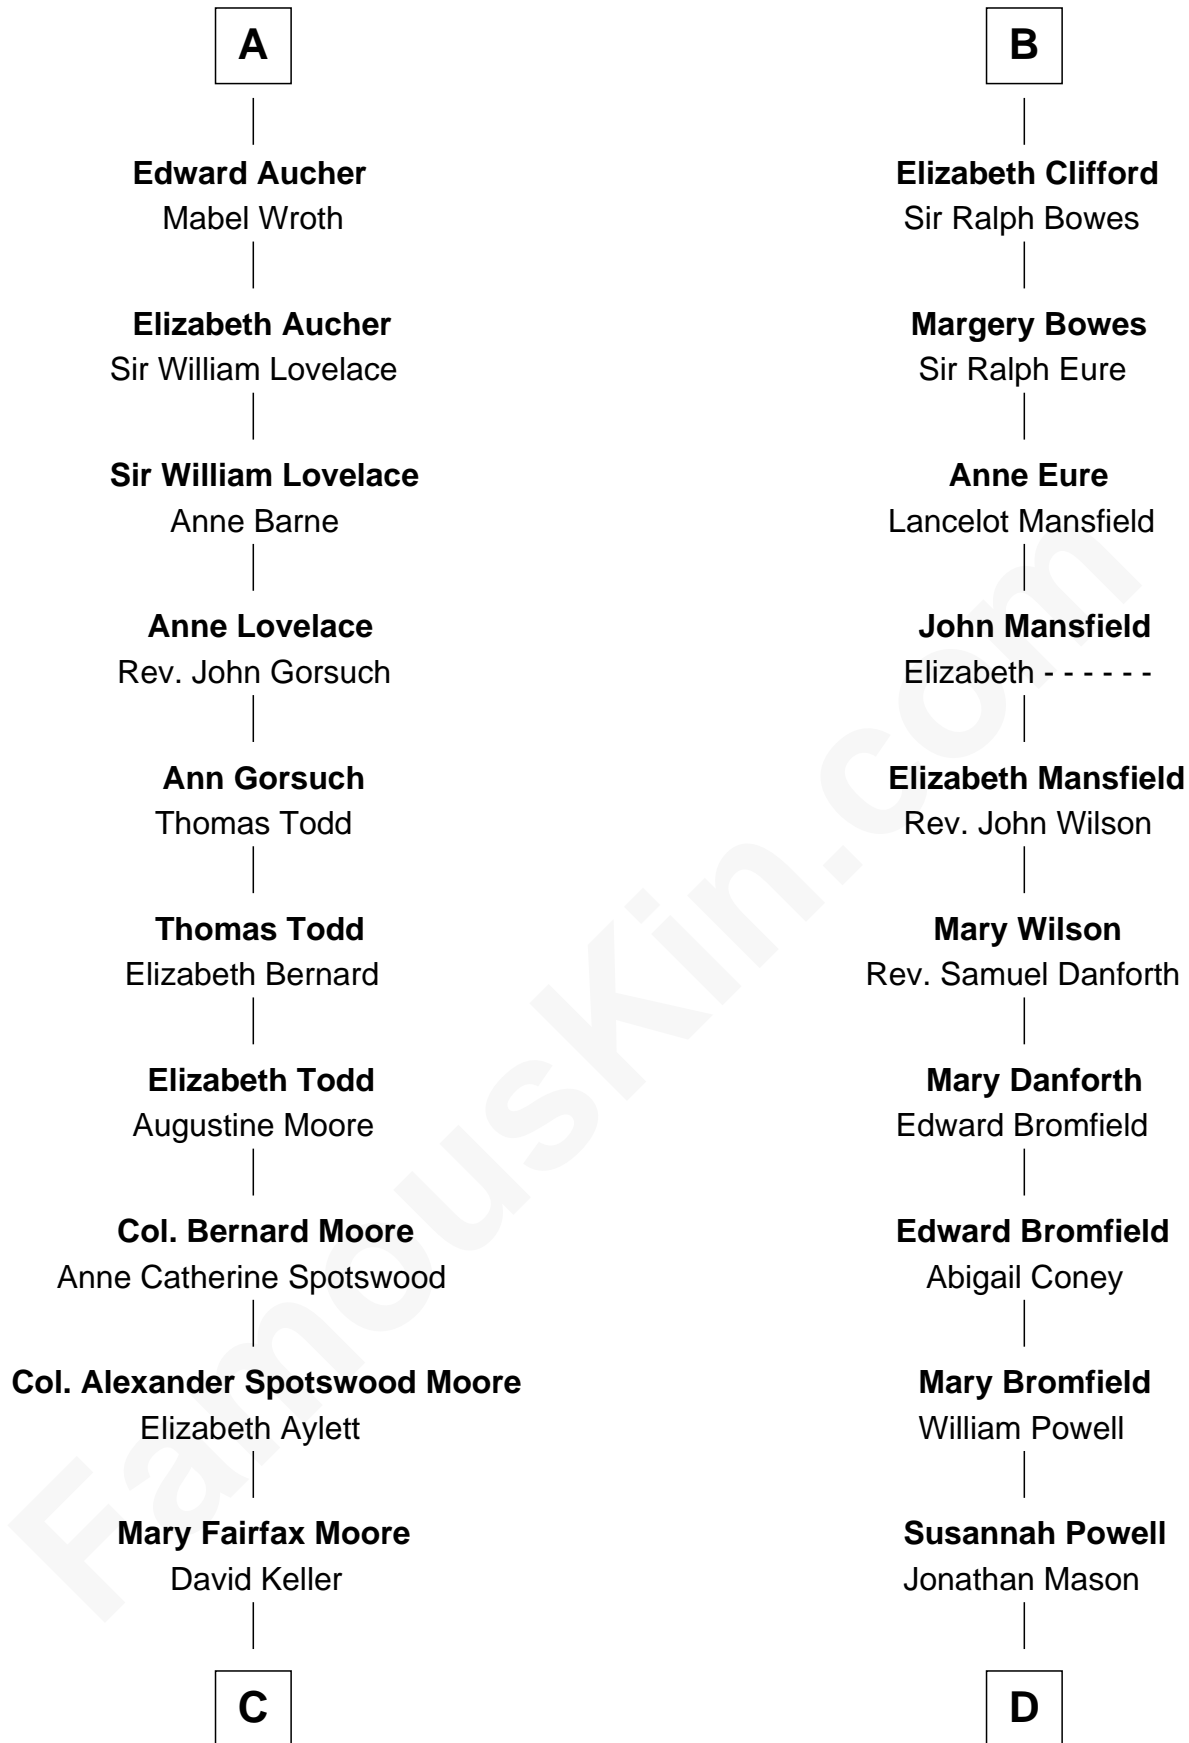 A
Edward Aucher
Mabel Wroth
Elizabeth Aucher
Sir William Lovelace
Sir William Lovelace
Anne Barne
Anne Lovelace
Rev. John Gorsuch
Ann Gorsuch
Thomas Todd
Thomas Todd
Elizabeth Bernard
Elizabeth Todd
Augustine Moore
Col. Bernard Moore
Anne Catherine Spotswood
Col. Alexander Spotswood Moore
Elizabeth Aylett
Mary Fairfax Moore
David Keller
C
B
Elizabeth Clifford
Sir Ralph Bowes
Margery Bowes
Sir Ralph Eure
Anne Eure
Lancelot Mansfield
John Mansfield
Elizabeth - - - - - -
Elizabeth Mansfield
Rev. John Wilson
Mary Wilson
Rev. Samuel Danforth
Mary Danforth
Edward Bromfield
Edward Bromfield
Abigail Coney
Mary Bromfield
William Powell
Susannah Powell
Jonathan Mason
D
FamousKin.com